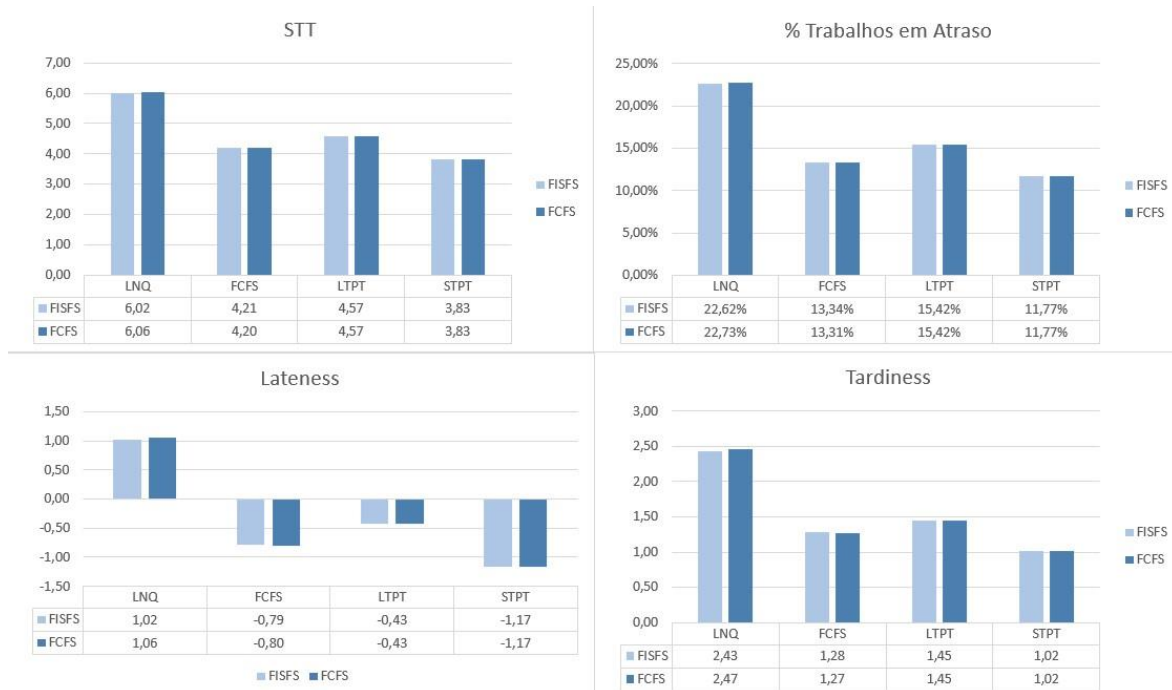 STT
7,00
6,00
5,00
4,00
3,00
2,00
1,00
0,00
LNQ FCFS LTPT STPT
FISFS 6,02 4,21 4,57 3,83
FCFS 6,06 4,20 4,57 3,83
FISFS
FCFS
% Trabalhos em Atraso
25,00%
20,00%
15,00%
10,00%
5,00%
0,00%
LNQ FCFS LTPT STPT
FISFS 22,62% 13,34% 15,42% 11,77%
FCFS 22,73% 13,31% 15,42% 11,77%
FISFS
FCFS
Lateness
1,50
1,00
0,50
0,00
-0,50
-1,00
-1,50
LNQ FCFS LTPT STPT
FISFS 1,02 -0,79 -0,43 -1,17
FCFS 1,06 -0,80 -0,43 -1,17
FISFS FCFS
Tardiness
3,00
2,50
2,00
1,50
1,00
0,50
0,00
LNQ FCFS LTPT STPT
FISFS 2,43 1,28 1,45 1,02
FCFS 2,47 1,27 1,45 1,02
FISFS
FCFS